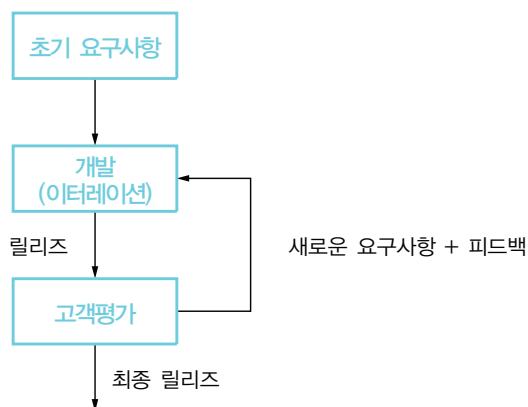 초기 요구사항
개발
(이터레이션)
릴리즈
새로운 요구사항 + 피드백
고객평가
최종 릴리즈